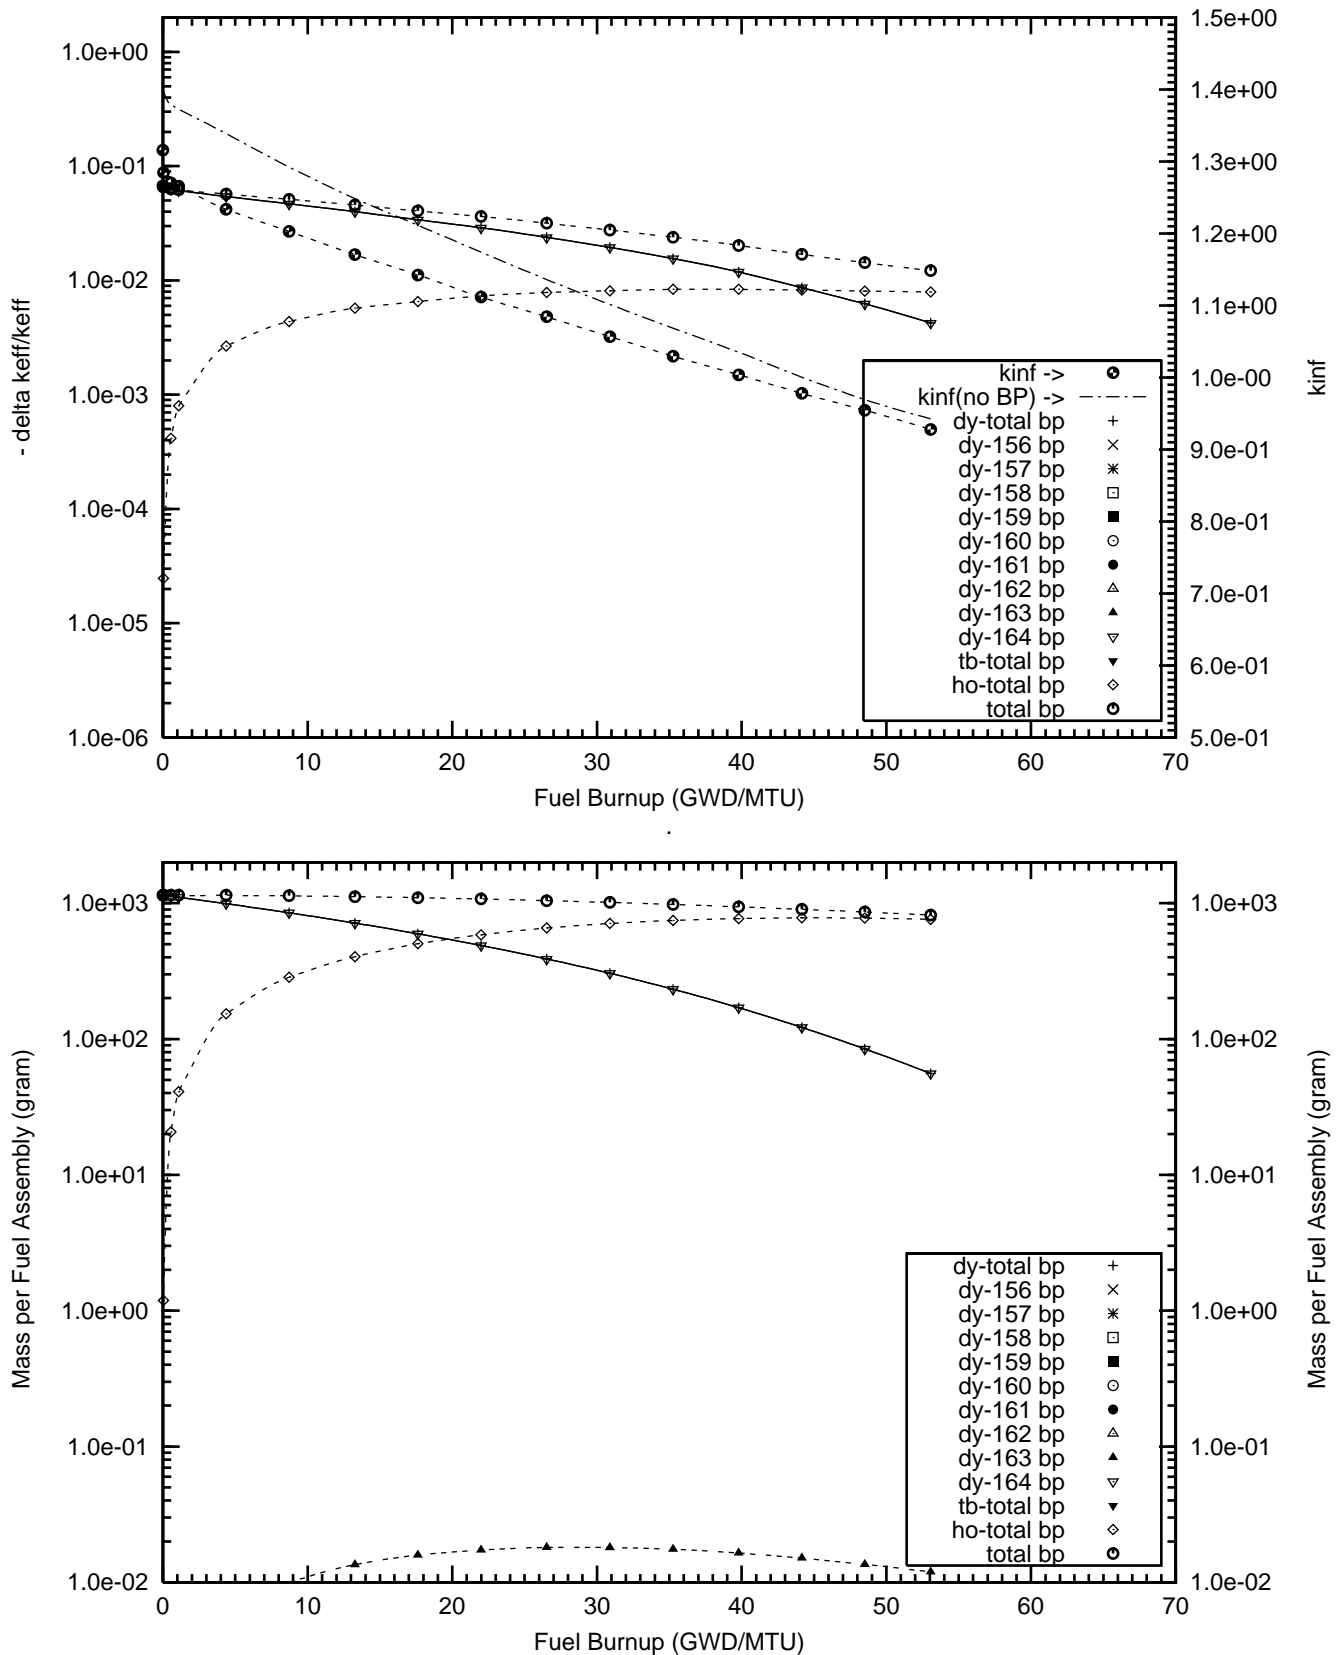 1.0e+00
1.0e-01
1.0e-02
1.0e-03
1.0e-04
1.0e-05
1.0e-06
- delta keff/keff
1.5e+00
1.4e+00
1.3e+00
1.2e+00
1.1e+00
1.0e-00
9.0e-01
8.0e-01
7.0e-01
6.0e-01
5.0e-01
kinf
kinf ->
kinf(no BP) ->
dy-total bp
dy-156 bp
dy-157 bp
dy-158 bp
dy-159 bp
dy-160 bp
dy-161 bp
dy-162 bp
dy-163 bp
dy-164 bp
tb-total bp
ho-total bp
total bp
0 10 20 30 40 50 60 70
Fuel Burnup (GWD/MTU)
.
1.0e+03
1.0e+02
1.0e+01
1.0e+00
1.0e-01
1.0e-02
Mass per Fuel Assembly (gram)
1.0e+03
1.0e+02
1.0e+01
1.0e+00
1.0e-01
1.0e-02
Mass per Fuel Assembly (gram)
dy-total bp
dy-156 bp
dy-157 bp
dy-158 bp
dy-159 bp
dy-160 bp
dy-161 bp
dy-162 bp
dy-163 bp
dy-164 bp
tb-total bp
ho-total bp
total bp
0 10 20 30 40 50 60 70
Fuel Burnup (GWD/MTU)